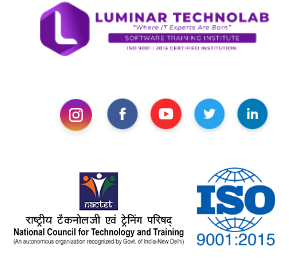 LUMINAR TECHNOLAB
"Where IT Experts Are Born"
SOFTWARE TRAINING INSTITUTE
ISO 9001 | 2015 CERTIFIED INSTITUTION
f
in
nactet
राष्ट्रीय टेंकनोलजी एवं ट्रेनिंग परिषद्
National Council for Technology and Training
(An autonomous organization recognized by Govt. of India-New Delhi)
ISO
9001:2015